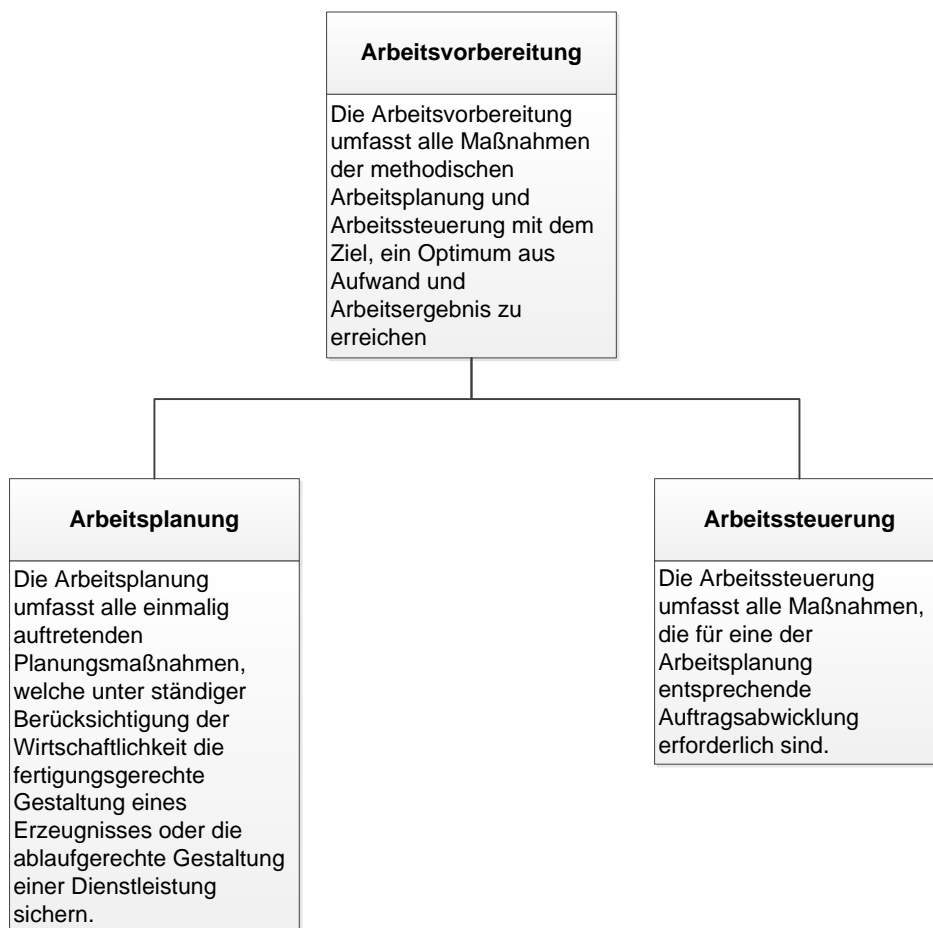 Arbeitsvorbereitung
Die Arbeitsvorbereitung
umfasst alle Maßnahmen
der methodischen
Arbeitsplanung und
Arbeitssteuerung mit dem
Ziel, ein Optimum aus
Aufwand und
Arbeitsergebnis zu
erreichen
Arbeitsplanung
Die Arbeitsplanung
umfasst alle einmalig
auftretenden
Planungsmaßnahmen,
welche unter ständiger
Berücksichtigung der
Wirtschaftlichkeit die
fertigungsgerechte
Gestaltung eines
Erzeugnisses oder die
ablaufgerechte Gestaltung
einer Dienstleistung
sichern.
Arbeitssteuerung
Die Arbeitssteuerung
umfasst alle Maßnahmen,
die für eine der
Arbeitsplanung
entsprechende
Auftragsabwicklung
erforderlich sind.